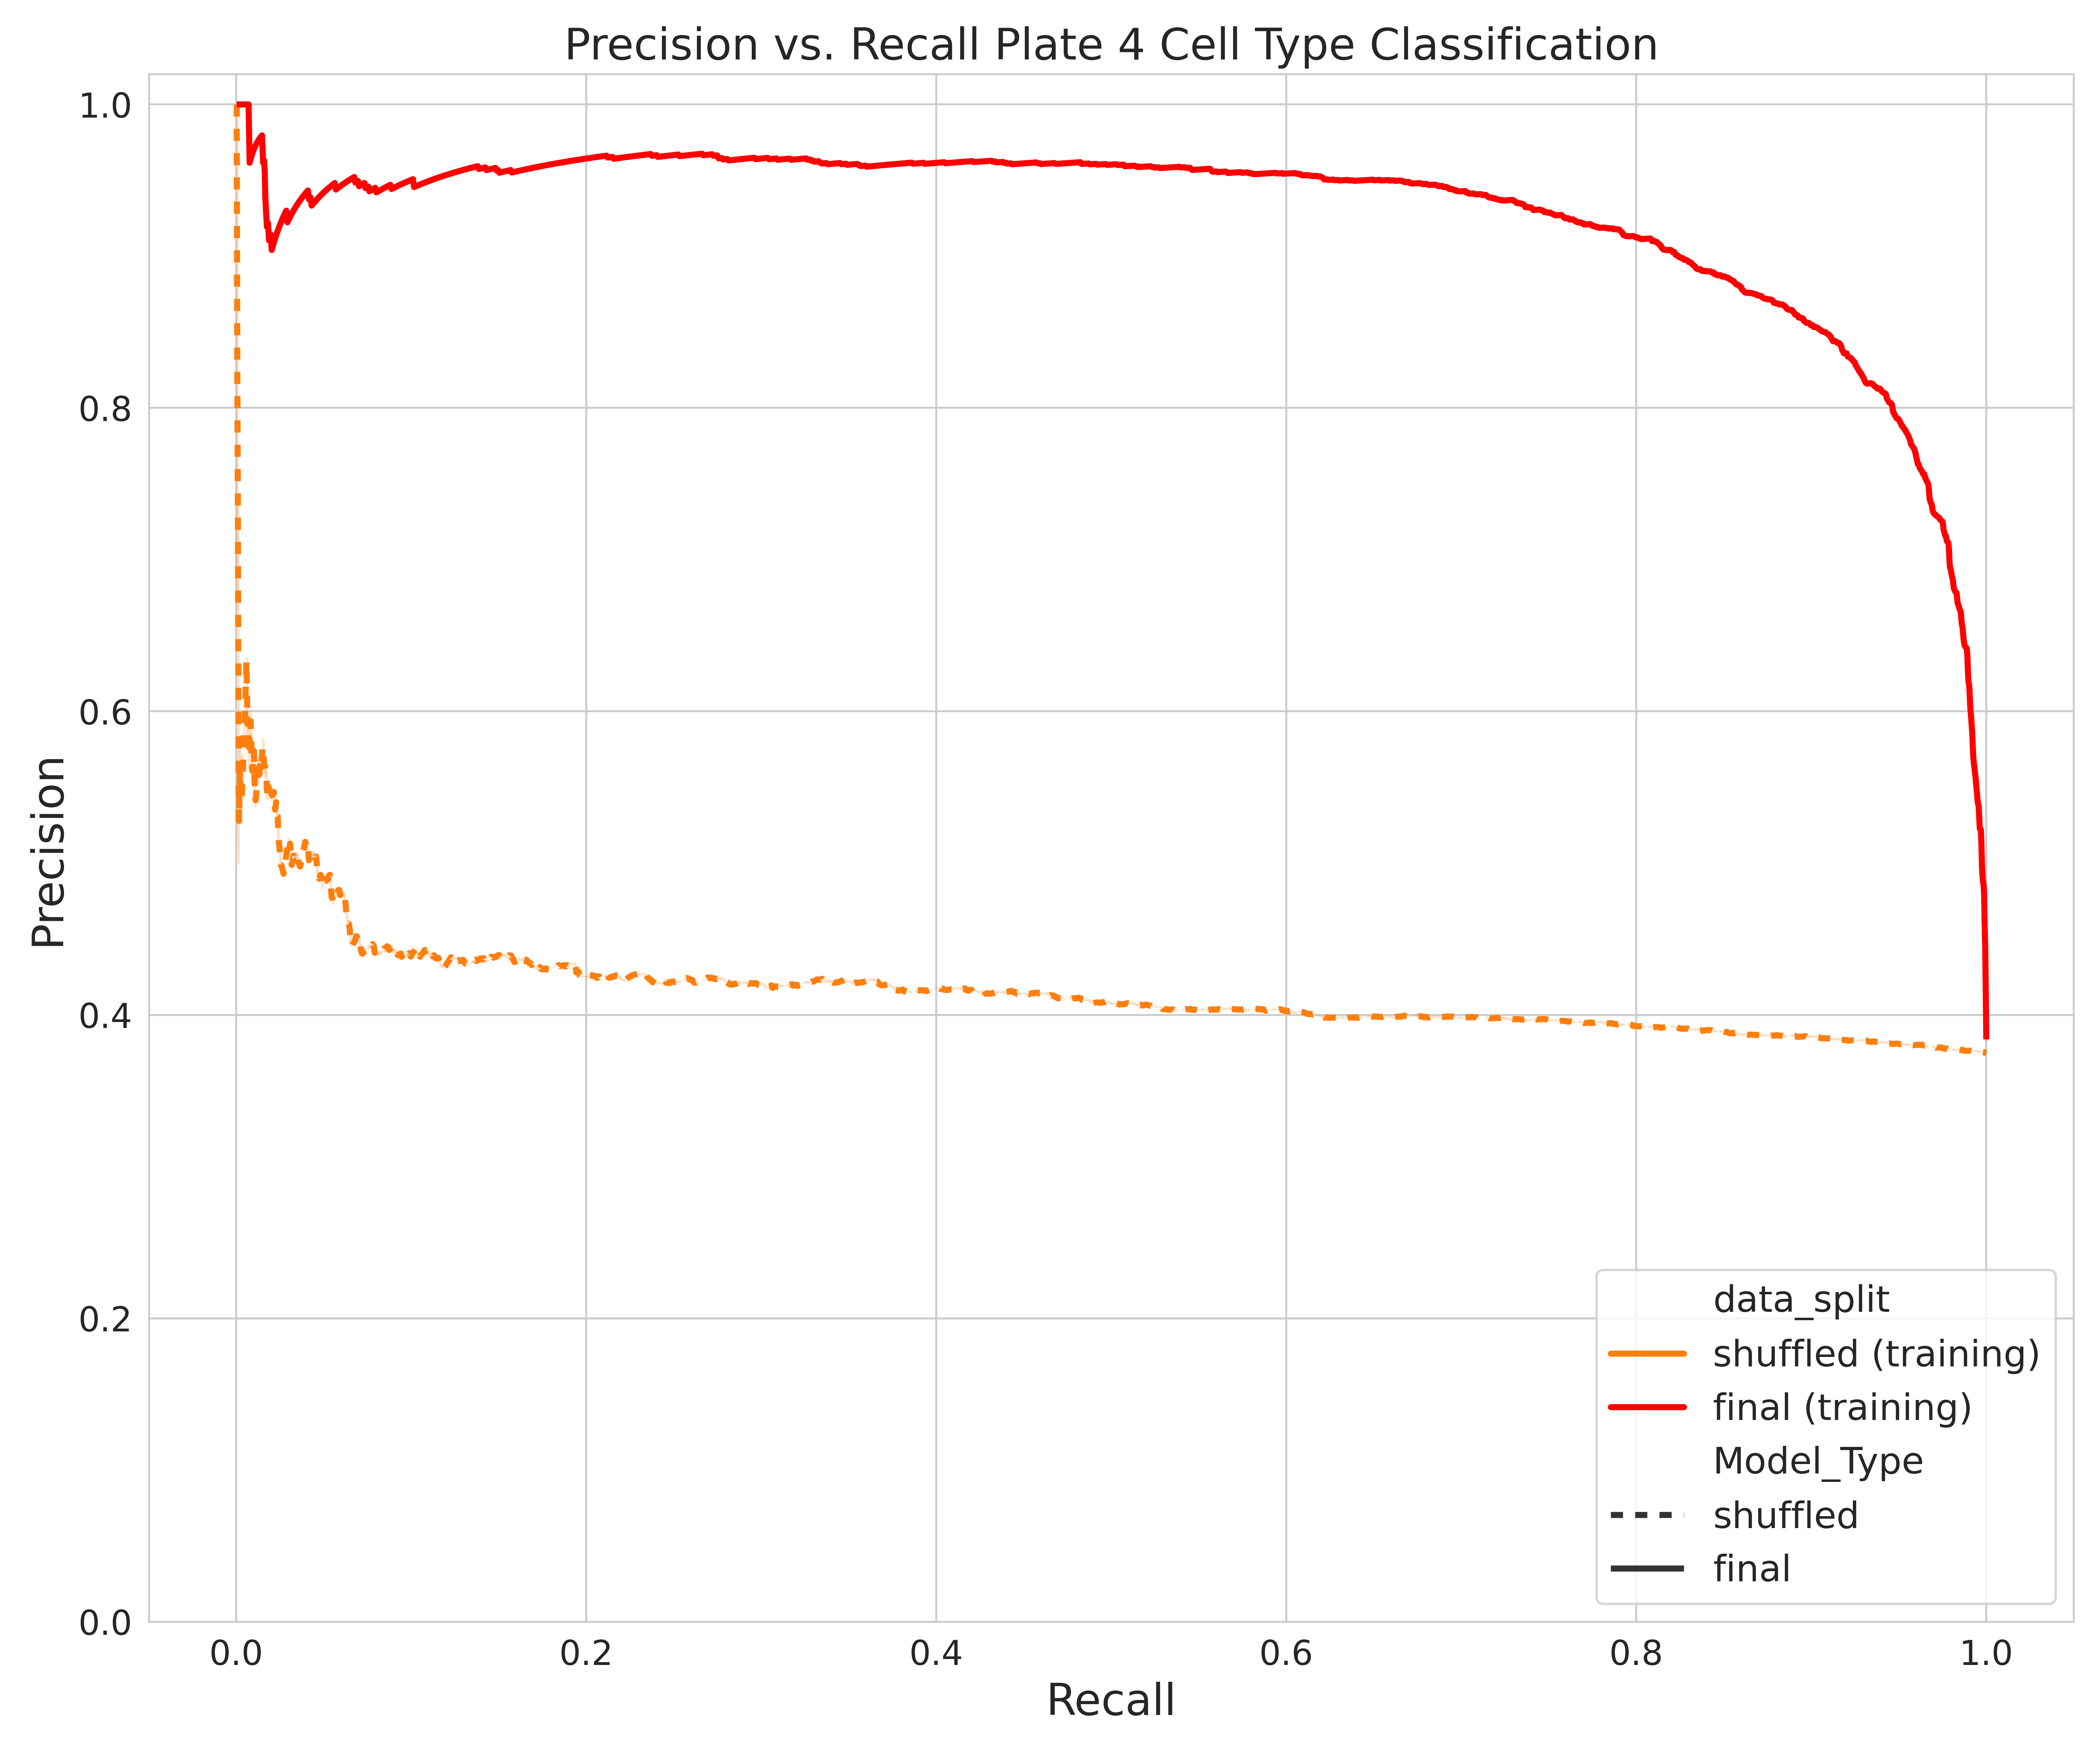 Precision vs. Recall Plate 4 Cell Type Classification
1.0
0.8
0.6
0.4
0.2
0.0
Precision
0.0 0.2 0.4 0.6 0.8 1.0
Recall
data_split
shuffled (training)
final (training)
Model_Type
shuffled
final